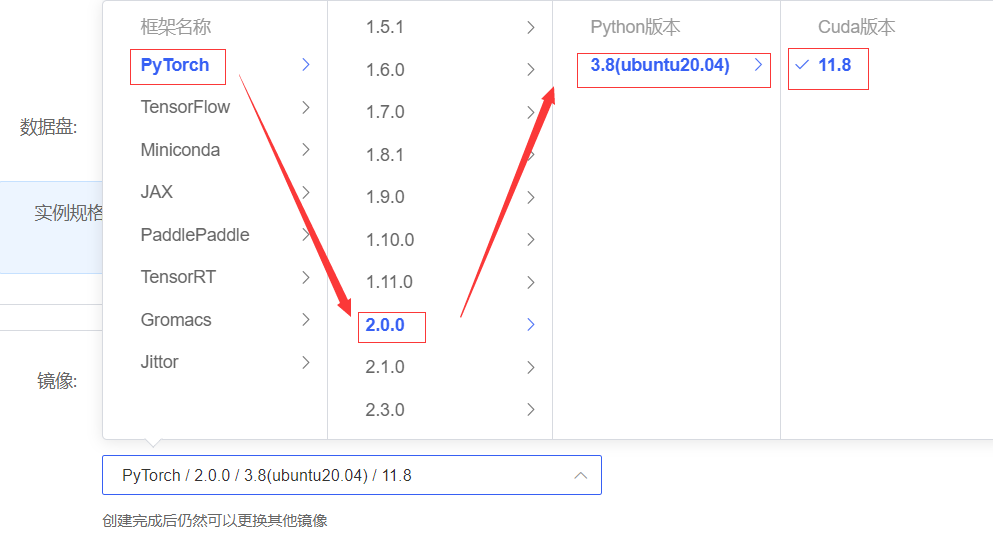 框架名称
PyTorch
TensorFlow
Miniconda
JAX
PaddlePaddle
TensorRT
Gromacs
Jittor
1.5.1
1.6.0
1.7.0
1.8.1
1.9.0
1.10.0
1.11.0
2.0.0
2.1.0
2.3.0
Python版本
3.8(ubuntu20.04)
Cuda版本
11.8
数据盘:
实例规格
镜像:
PyTorch / 2.0.0 / 3.8(ubuntu20.04) / 11.8
创建完成后仍然可以更换其他镜像